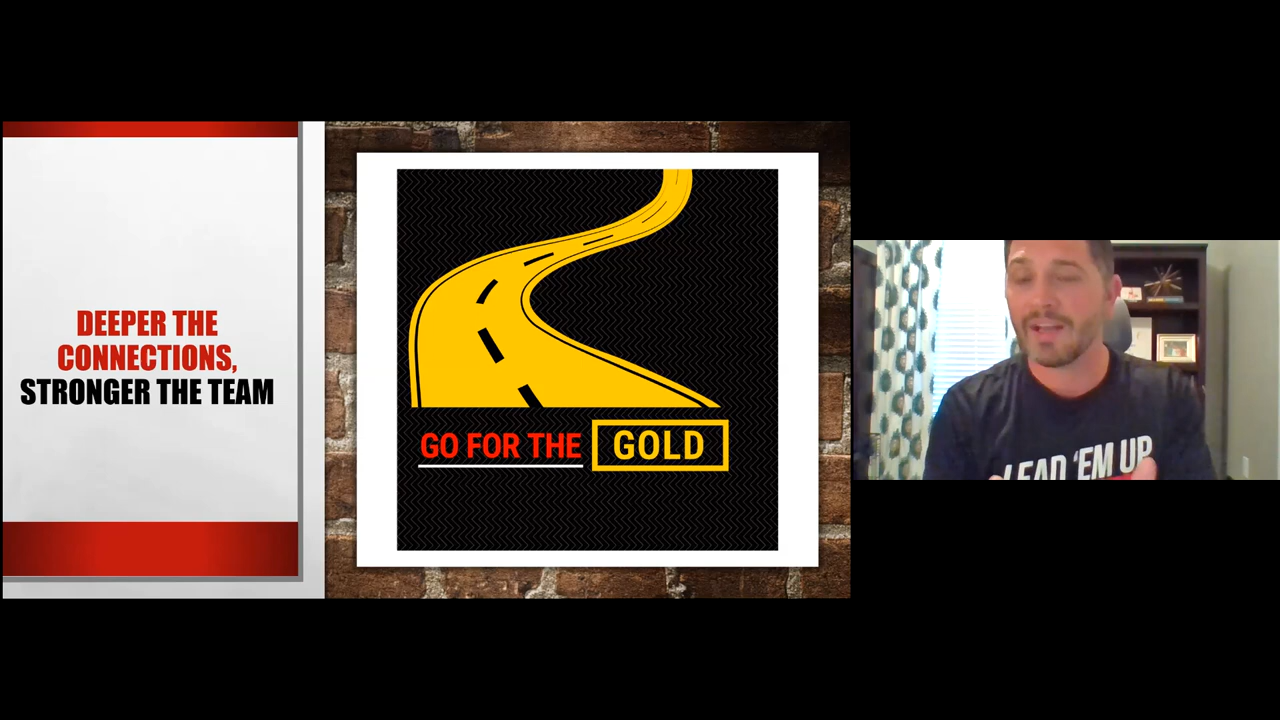 DEEPER THE
CONNECTIONS,
STRONGER THE TEAM
GO FOR THE GOLD
LEAD 'EM UP